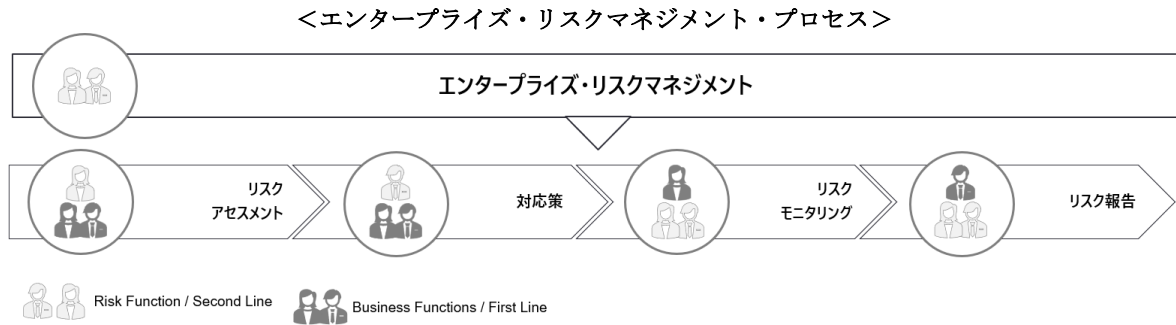 ＜エンタープライズ・リスクマネジメント・プロセス＞
エンタープライズ・リスクマネジメント
リスク
アセスメント
対応策
リスク
モニタリング
リスク報告
Risk Function / Second Line
Business Functions / First Line